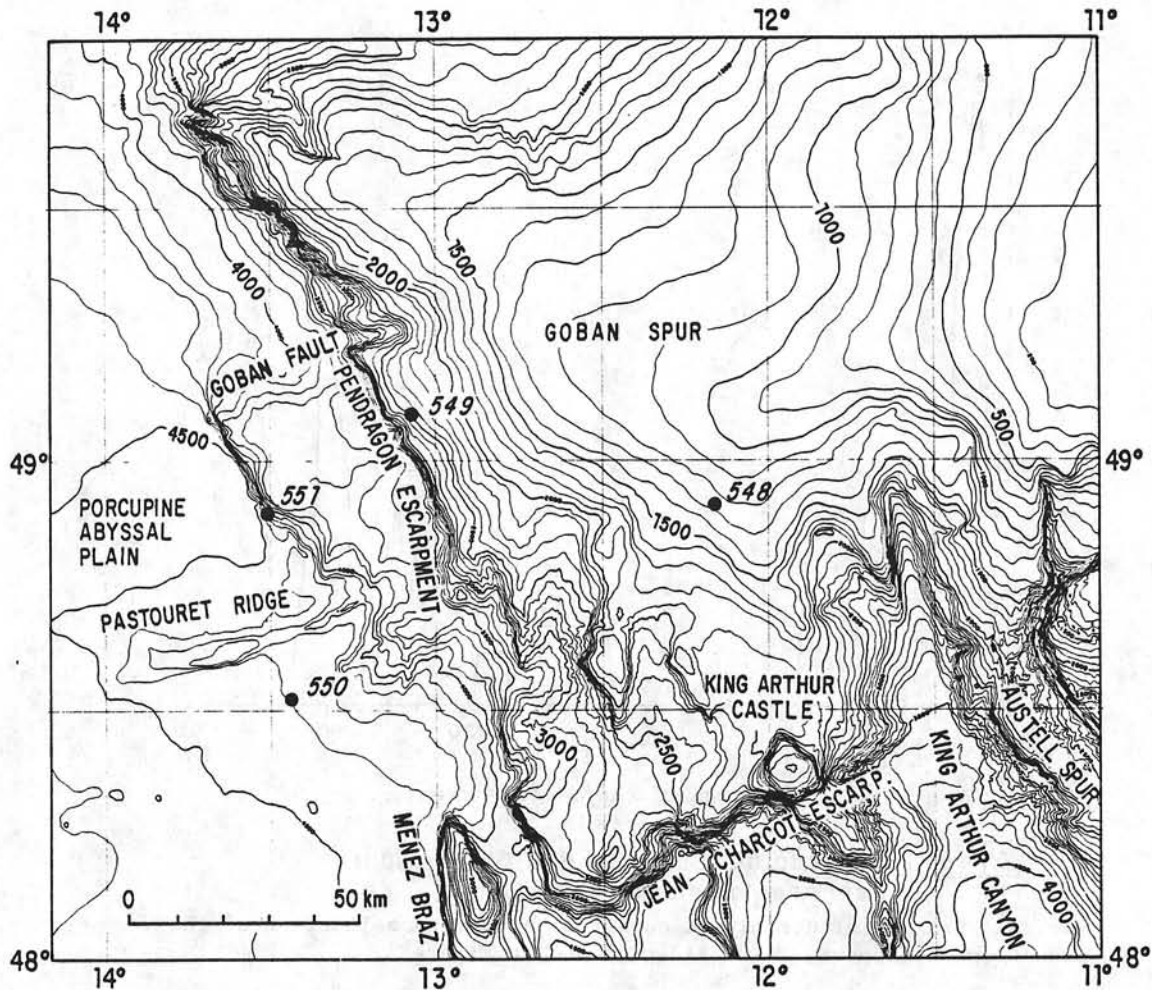 14° 13° 12° 11°
1000
1500
2000
4000
GOBAN SPUR
GOBAN FAULT
PENDRAGON ESCARPMENT
549
4500
500
49° 49°
551
548
PORCUPINE
ABYSSAL
PLAIN
1500
PASTOURET RIDGE
550
KING ARTHUR
CASTLE
AUSTELL SPUR
3000
2500
KING ARTHUR CANYON
JEAN CHARCOT ESCARP.
MENEZ BRAZ
0 50 km
4000
48° 48°
14° 13° 12° 11°